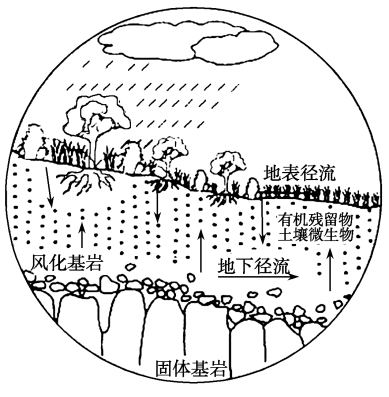 地表径流
有机残留物
土壤微生物
风化基岩
地下径流
固体基岩